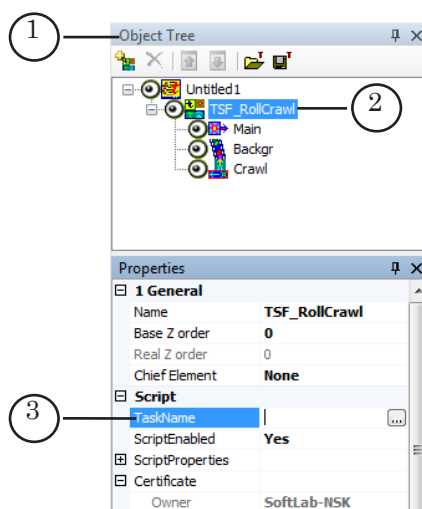 1
Object Tree
Untitled1
TSF_RollCrawl
2
Main
Backgr
Crawl
Properties
1 General
Name TSF_RollCrawl
Base Z order 0
Real Z order 0
Chief Element None
Script
3
TaskName ...
ScriptEnabled Yes
ScriptProperties
Certificate
Owner SoftLab-NSK